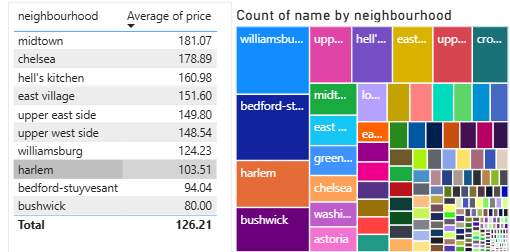 neighbourhood Average of price
midtown 181.07
chelsea 178.89
hell's kitchen 160.98
east village 151.60
upper east side 149.80
upper west side 148.54
williamsburg 124.23
harlem 103.51
bedford-stuyvesant 94.04
bushwick 80.00
Total 126.21
Count of name by neighbourhood
williamsbu...
upp...
hell'...
east...
upp...
cro...
bedford-st...
midt...
lo...
east ...
ea...
green...
harlem
chelsea
bushwick
washi...
astoria